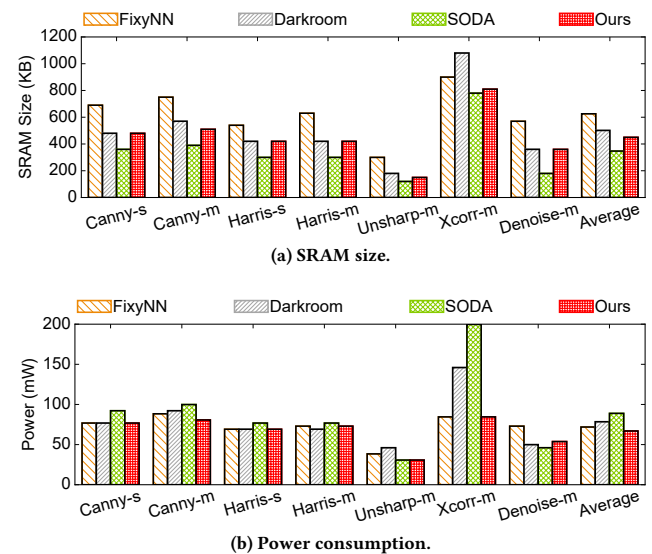 FixyNN Darkroom SODA Ours
1200
1000
800
600
400
200
0
SRAM Size (KB)
Canny-s Canny-m Harris-s Harris-m Unsharp-m Xcorr-m Denoise-m Average
(a) SRAM size.
FixyNN Darkroom SODA Ours
200
150
100
50
0
Power (mW)
Canny-s Canny-m Harris-s Harris-m Unsharp-m Xcorr-m Denoise-m Average
(b) Power consumption.